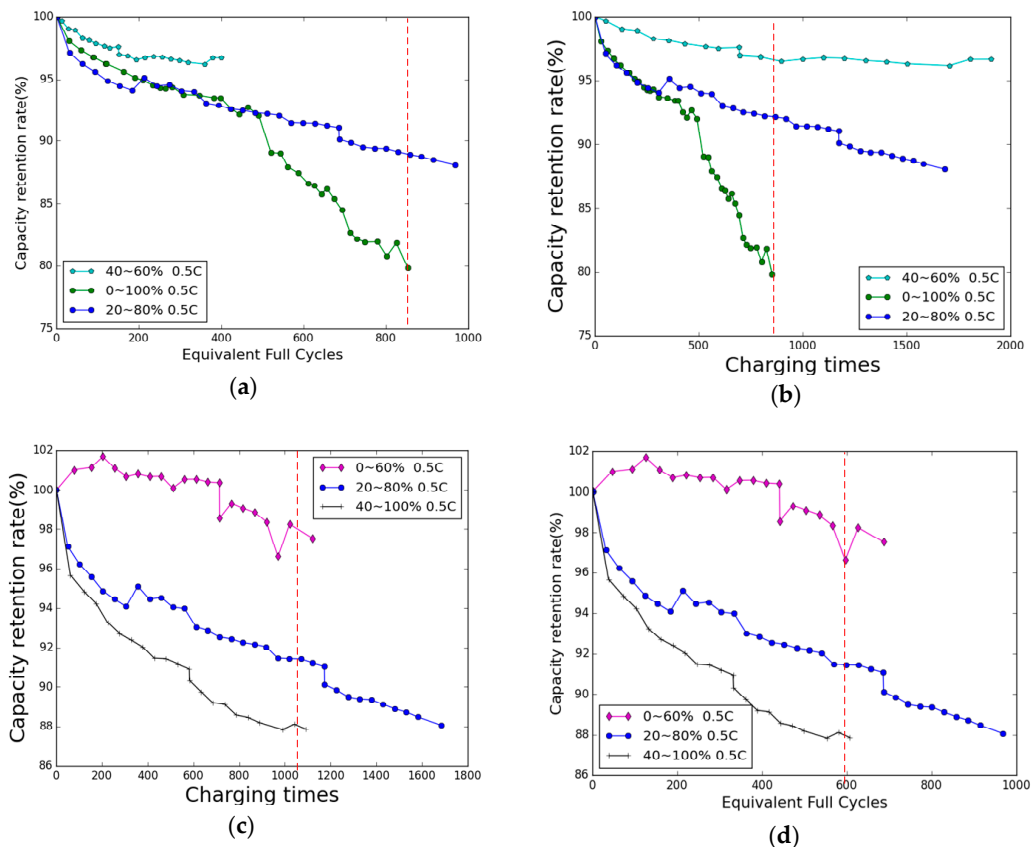 100
95
90
85
80
75
Capacity retention rate(%)
40~60% 0.5C
0~100% 0.5C
20~80% 0.5C
0 200 400 600 800 1000
Equivalent Full Cycles
(a)
100
95
90
85
80
75
Capacity retention rate(%)
40~60% 0.5C
0~100% 0.5C
20~80% 0.5C
0 500 1000 1500 2000
Charging times
(b)
102
100
98
96
94
92
90
88
86
Capacity retention rate(%)
0~60% 0.5C
20~80% 0.5C
40~100% 0.5C
0 200 400 600 800 1000 1200 1400 1600 1800
Charging times
(c)
102
100
98
96
94
92
90
88
86
Capacity retention rate(%)
0~60% 0.5C
20~80% 0.5C
40~100% 0.5C
0 200 400 600 800 1000
Equivalent Full Cycles
(d)